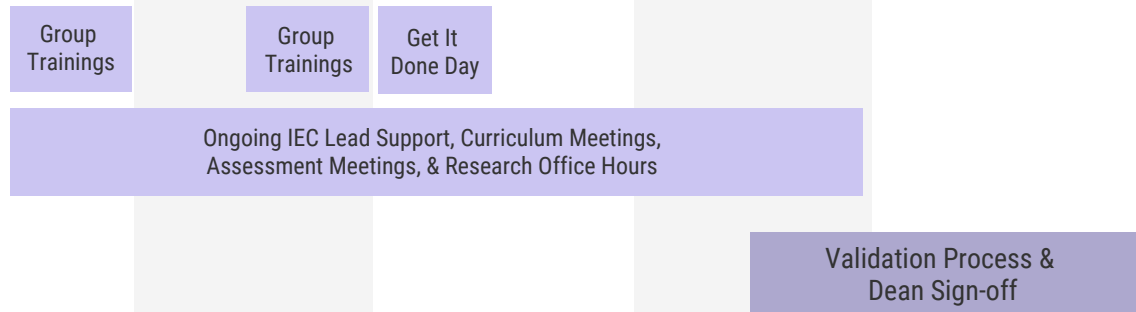 Group
Trainings
Group
Trainings
Get It
Done Day
Ongoing IEC Lead Support, Curriculum Meetings,
Assessment Meetings, & Research Office Hours
Validation Process &
Dean Sign-off